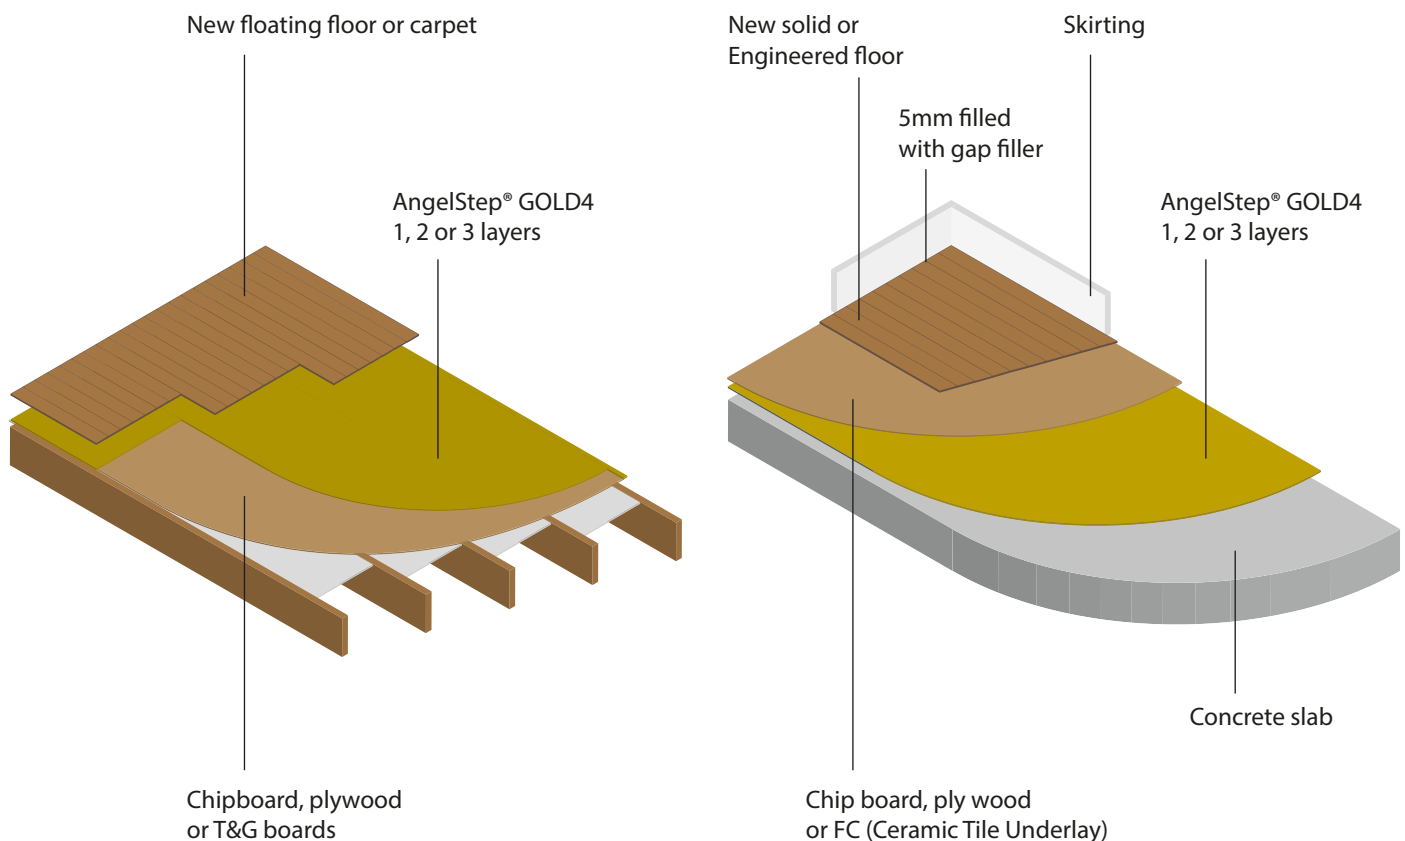 New floating floor or carpet
AngelStep® GOLD4
1, 2 or 3 layers
Chipboard, plywood
or T&G boards
New solid or
Engineered floor
Skirting
5mm filled
with gap filler
AngelStep® GOLD4
1, 2 or 3 layers
Concrete slab
Chip board, ply wood
or FC (Ceramic Tile Underlay)